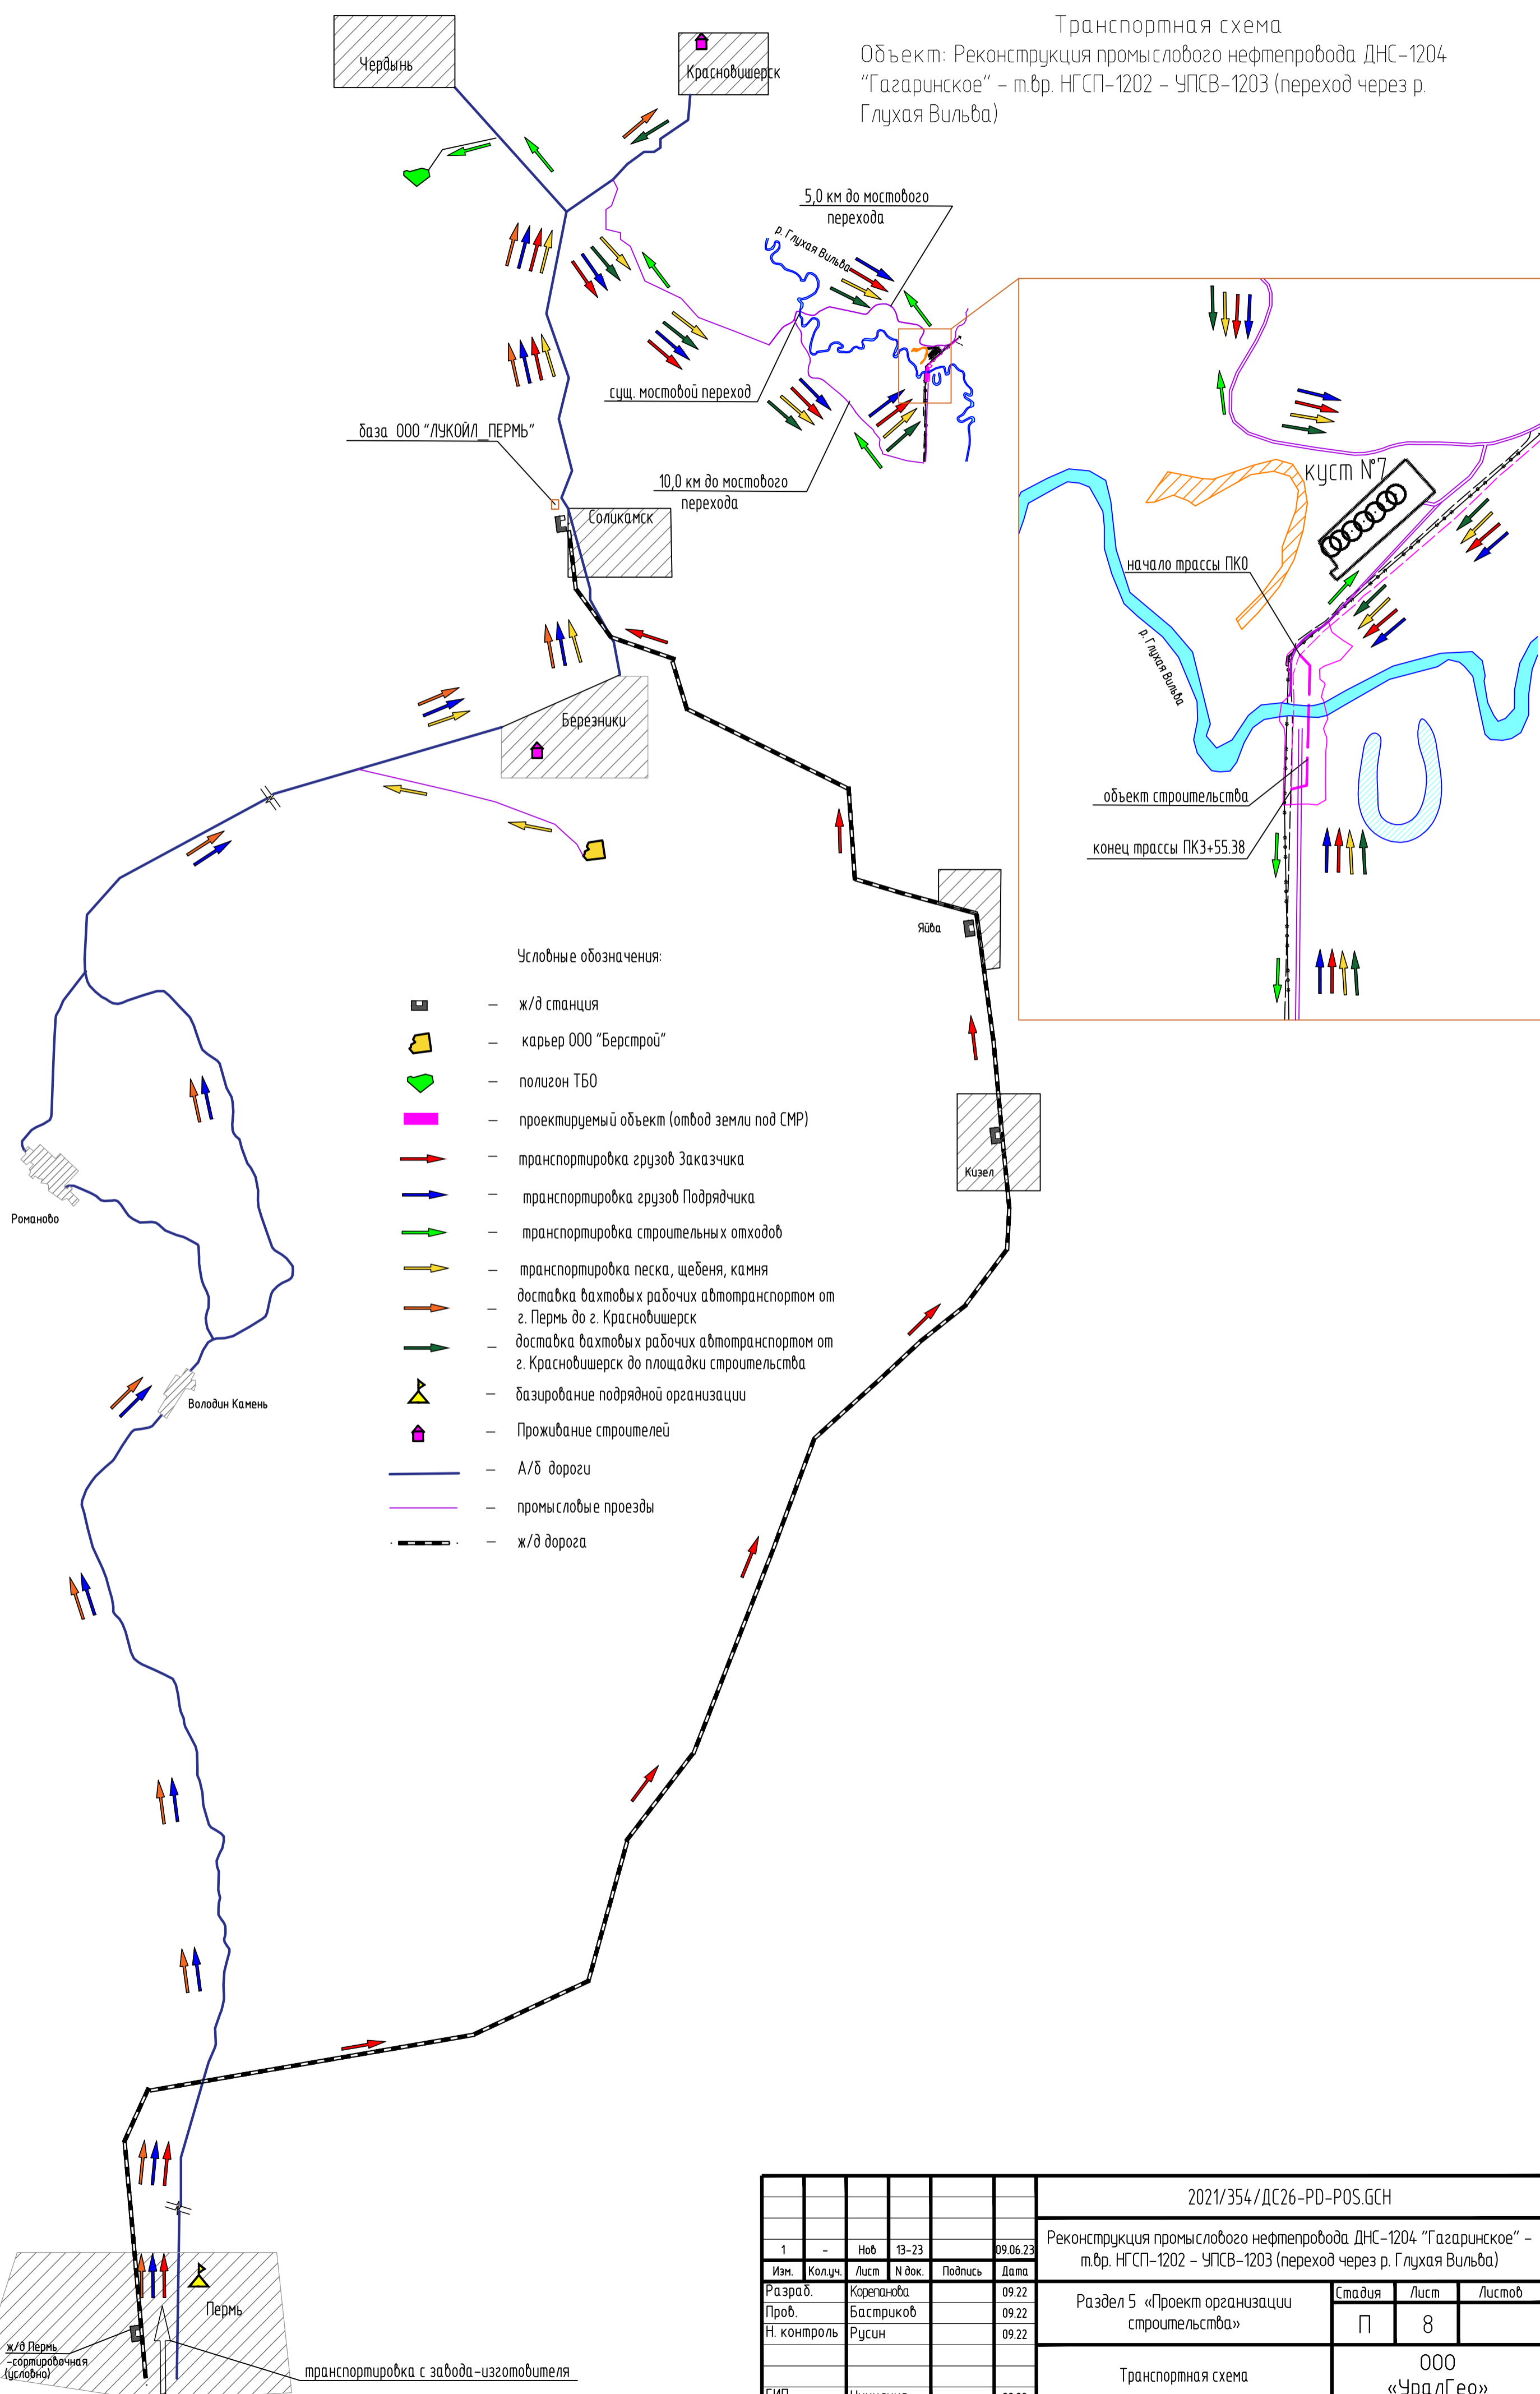 Транспортная схема
Объект: Реконструкция промыслового нефтепровода ДНС-1204
"Гагаринское" - т.вр. НГСП-1202 - УПСВ-1203 (переход через р.
Глухая Вильва)
Чердынь
Красновишерск
5,0 км до мостового
перехода
р. Глухая Вильва
сущ. мостовой переход
база ООО "ЛУКОЙЛ_ПЕРМЬ"
10,0 км до мостового
перехода
Соликамск
куст №7
начало трассы ПК0
р. Глухая Вильва
объект строительства
конец трассы ПК3+55.38
Березники
Яйва
Кизел
Романово
Володин Камень
Условные обозначения:
- ж/д станция
- карьер ООО "Берстрой"
- полигон ТБО
- проектируемый объект (отвод земли под СМР)
- транспортировка грузов Заказчика
- транспортировка грузов Подрядчика
- транспортировка строительных отходов
- транспортировка песка, щебеня, камня
- доставка вахтовых рабочих автотранспортом от
г. Пермь до г. Красновишерск
- доставка вахтовых рабочих автотранспортом от
г. Красновишерск до площадки строительства
- базирование подрядной организации
- Проживание строителей
- А/б дороги
- промысловые проезды
- ж/д дорога
Пермь
ж/д Пермь
-сортировочная
(условно)
транспортировка с завода-изготовителя
2021/354/ДС26-PD-POS.GCH
Реконструкция промыслового нефтепровода ДНС-1204 "Гагаринское" -
т.вр. НГСП-1202 - УПСВ-1203 (переход через р. Глухая Вильва)
1 - Нов 13-23 09.06.23
Изм. Кол.уч. Лист N док. Подпись Дата
Разраб. Корепанова 09.22
Пров. Бастриков 09.22
Н. контроль Русин 09.22
Раздел 5 «Проект организации
строительства»
Стадия Лист Листов
П 8
Транспортная схема
ООО
«УралГео»